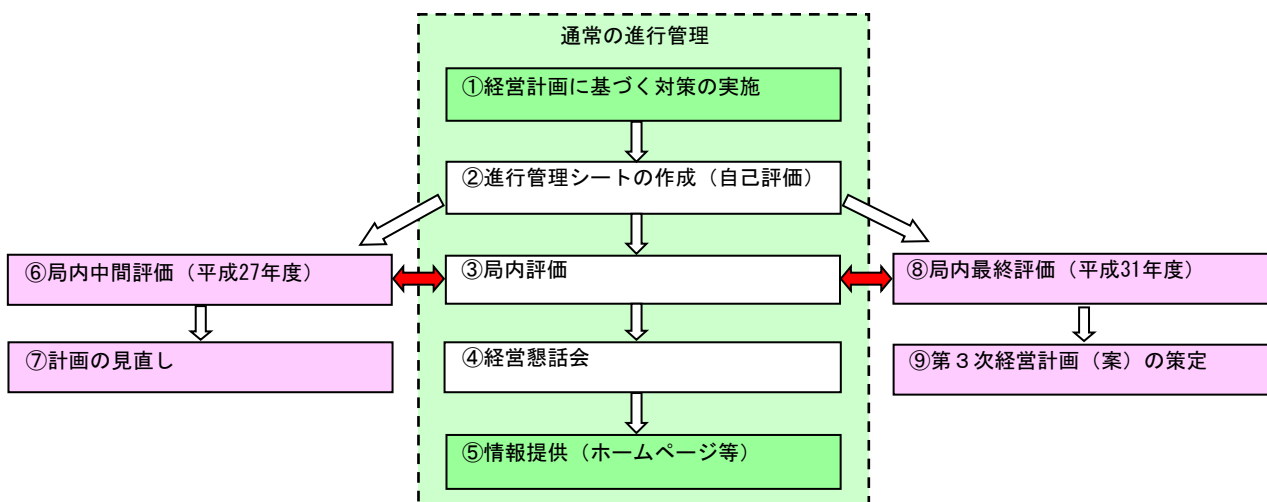 通常の進行管理
①経営計画に基づく対策の実施
②進行管理シートの作成（自己評価）
⑥局内中間評価（平成27年度）
③局内評価
⑧局内最終評価（平成31年度）
⑦計画の見直し
④経営懇話会
⑨第３次経営計画（案）の策定
⑤情報提供（ホームページ等）